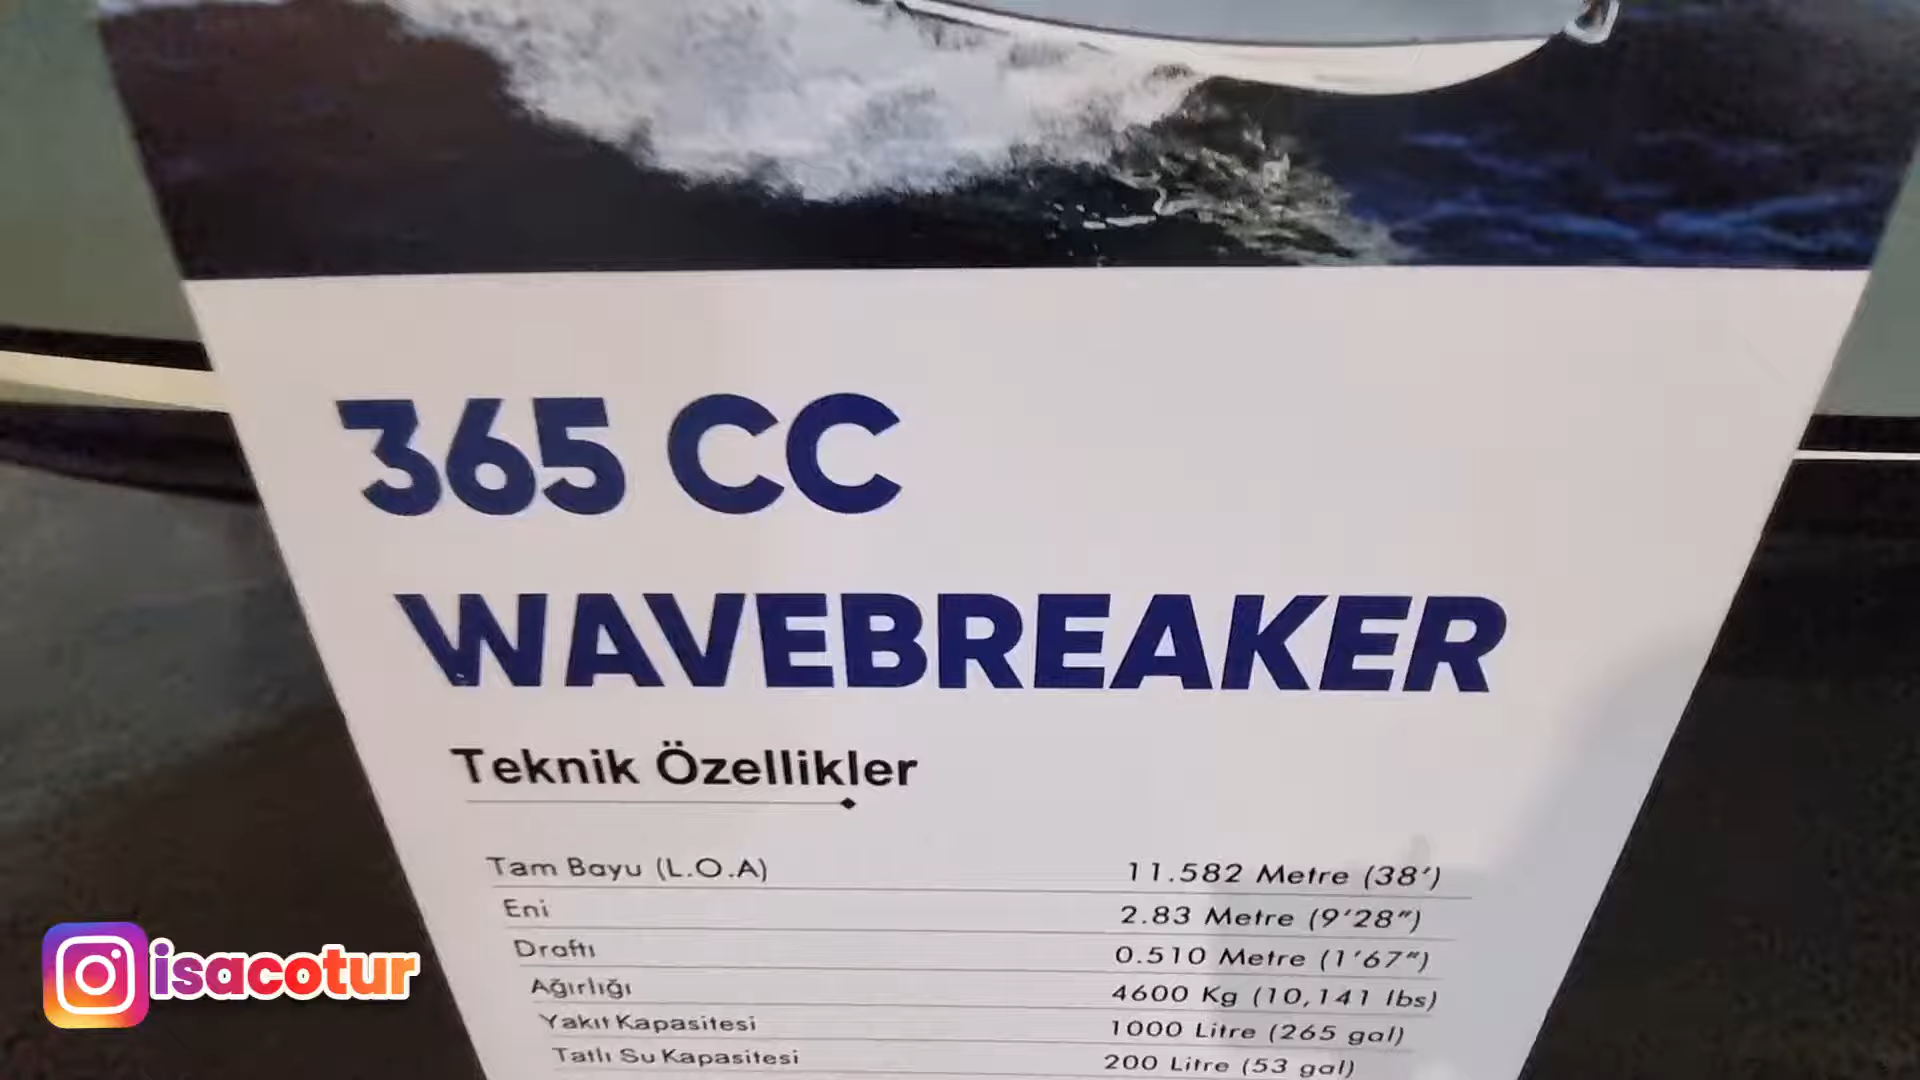 365 CC
WAVEBREAKER
Teknik Özellikler
Tam Boyu (L.O.A) 11.582 Metre (38')
Eni 2.83 Metre (9'28")
Draftı 0.510 Metre (1'67")
Ağırlığı 4600 Kg (10,141 lbs)
Yakıt Kapasitesi 1000 Litre (265 gal)
Tatlı Su Kapasitesi 200 Litre (53 gal)
isacotur